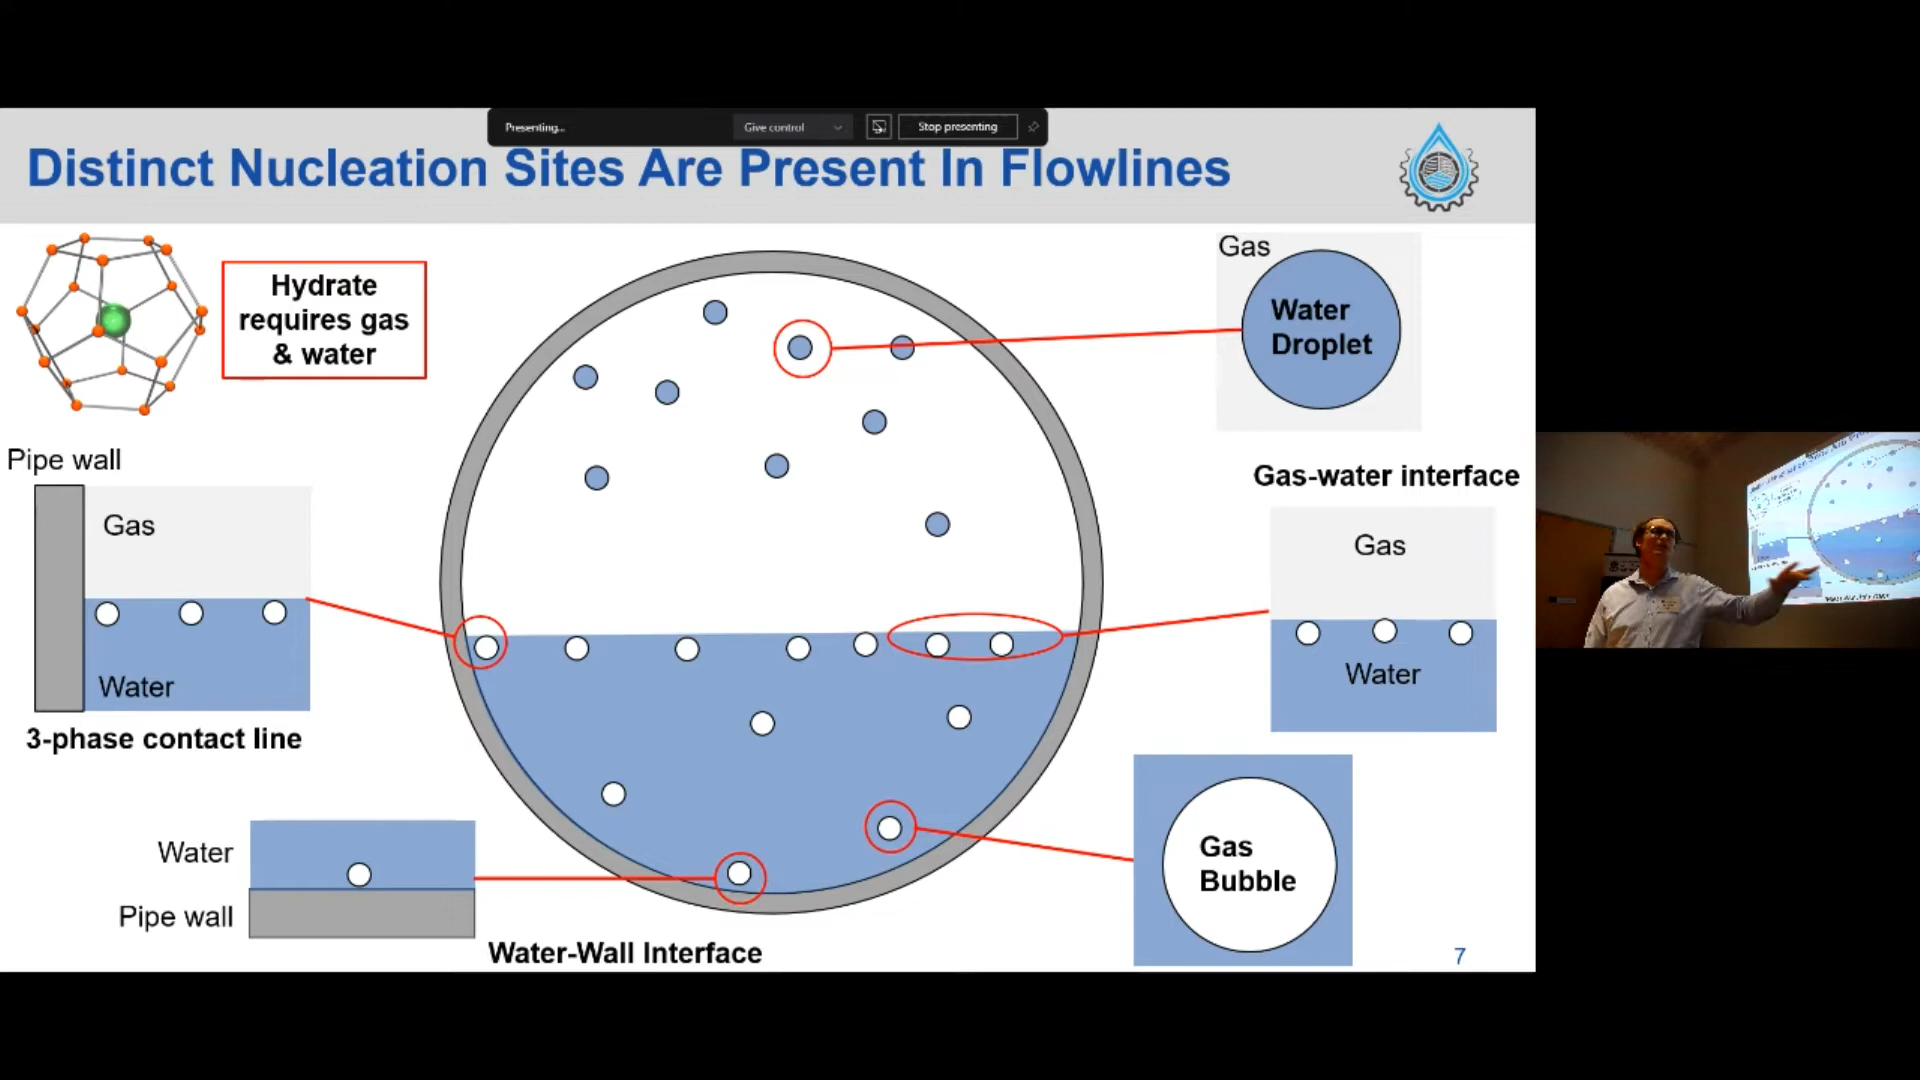 Presenting...
Give control
Stop presenting
Distinct Nucleation Sites Are Present In Flowlines
Hydrate
requires gas
& water
Gas
Water
Droplet
Pipe wall
Gas
Water
3-phase contact line
Gas-water interface
Gas
Water
Water
Pipe wall
Water-Wall Interface
Gas
Bubble
7